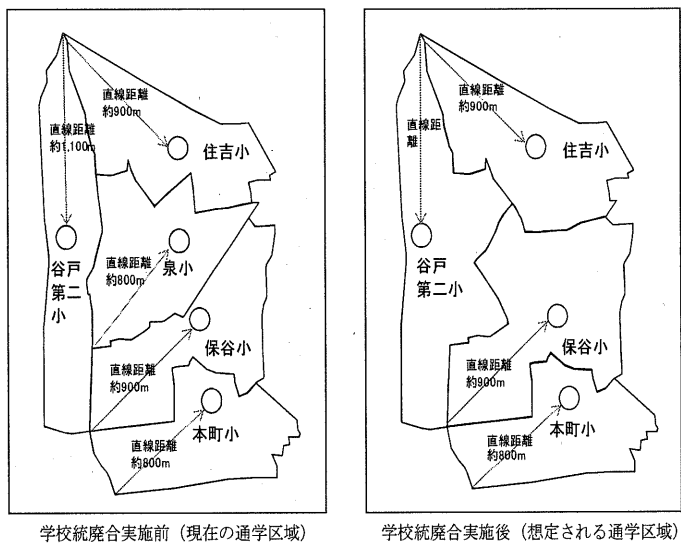 直線距離
約900m
直線距離
約1,100m
住吉小
谷戸
第二
小
直線距離
約800m
泉小
保谷小
直線距離
約900m
本町小
直線距離
約800m
学校統廃合実施前（現在の通学区域）
直線距離
約900m
直線距
離
住吉小
谷戸
第二小
保谷小
直線距離
約900m
本町小
直線距離
約800m
学校統廃合実施後（想定される通学区域）